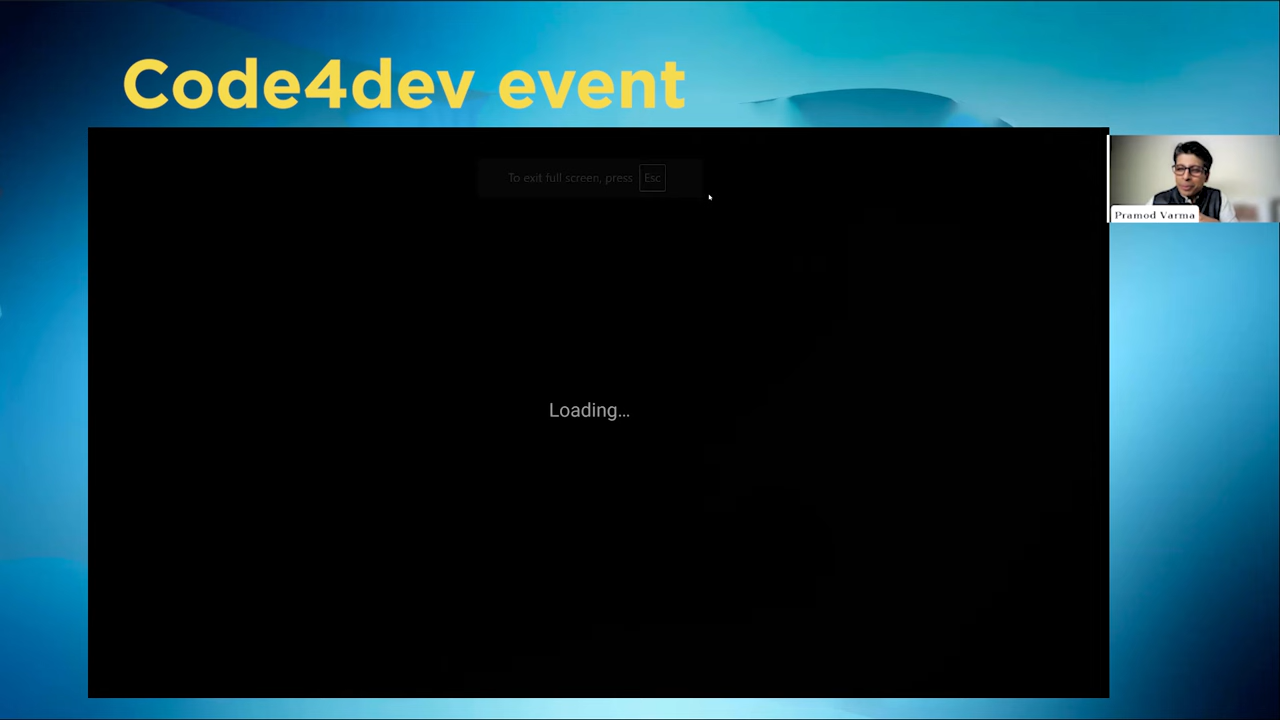 Code4dev event
To exit full screen, press Esc
Pramod Varma
Loading...